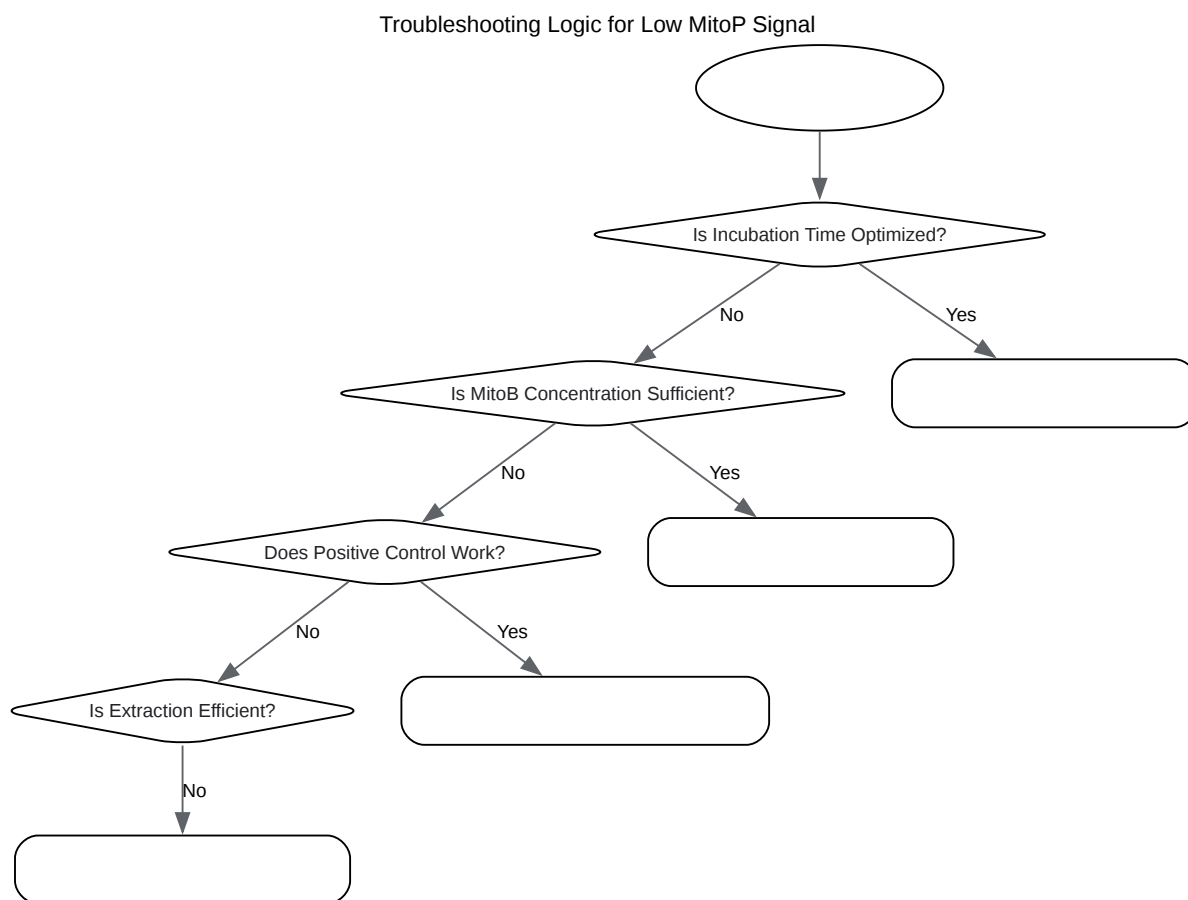 Troubleshooting Logic for Low MitoP Signal
Is Incubation Time Optimized?
No
Yes
Is MitoB Concentration Sufficient?
No
Yes
Does Positive Control Work?
No
Yes
Is Extraction Efficient?
No